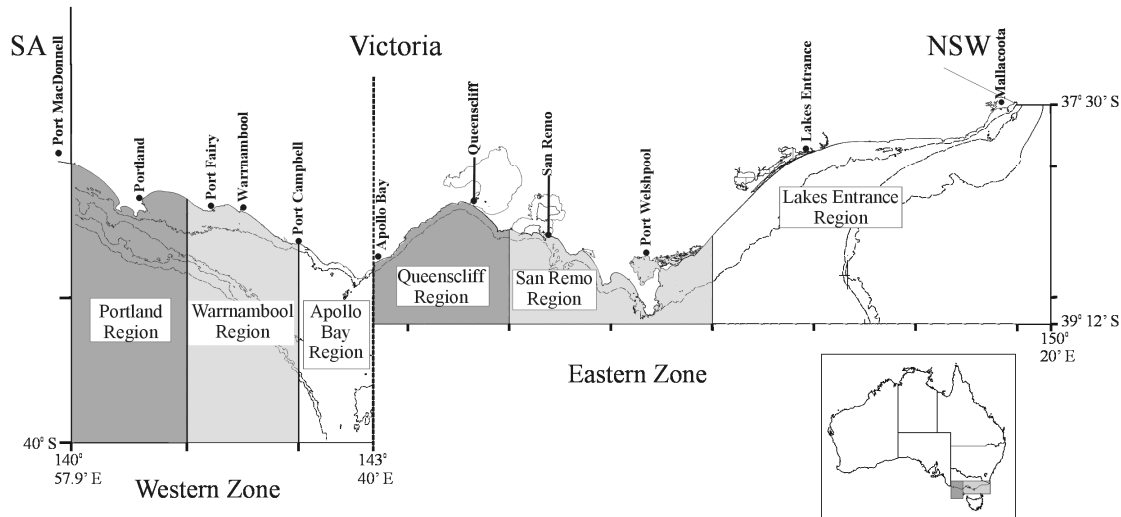 SA
Victoria
NSW
Port MacDonnell
Portland
Port Fairy
Warrnambool
Port Campbell
Apollo Bay
Queenscliff
San Remo
Port Welshpool
Lakes Entrance
Mallacoota
37° 30' S
Lakes Entrance
Region
Queenscliff
Region
San Remo
Region
Portland
Region
Warrnambool
Region
Apollo
Bay
Region
39° 12' S
150°
20' E
Eastern Zone
40° S
140°
57.9' E
143°
40' E
Western Zone